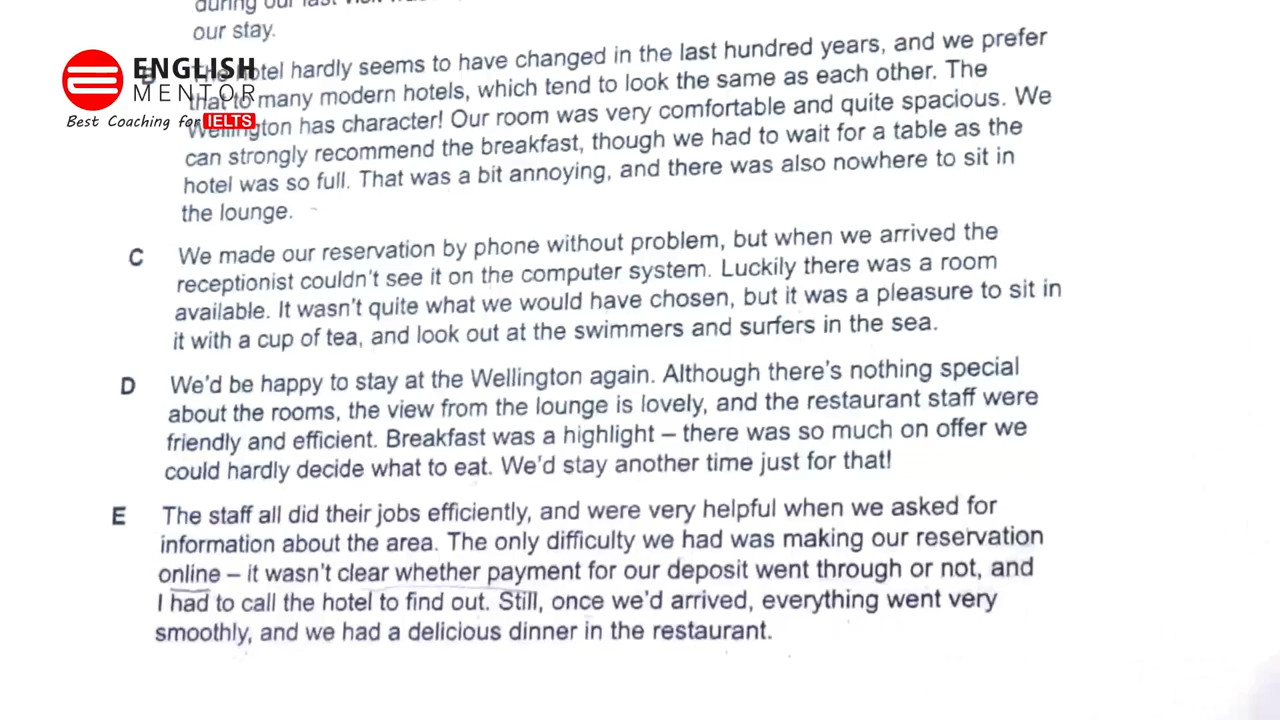 during our last
our stay.
ENGLISH
MENTOR
Best Coaching for IELTS
B The hotel hardly seems to have changed in the last hundred years, and we prefer
that to many modern hotels, which tend to look the same as each other. The
Wellington has character! Our room was very comfortable and quite spacious. We
can strongly recommend the breakfast, though we had to wait for a table as the
hotel was so full. That was a bit annoying, and there was also nowhere to sit in
the lounge.
C We made our reservation by phone without problem, but when we arrived the
receptionist couldn't see it on the computer system. Luckily there was a room
available. It wasn't quite what we would have chosen, but it was a pleasure to sit in
it with a cup of tea, and look out at the swimmers and surfers in the sea.
D We'd be happy to stay at the Wellington again. Although there's nothing special
about the rooms, the view from the lounge is lovely, and the restaurant staff were
friendly and efficient. Breakfast was a highlight – there was so much on offer we
could hardly decide what to eat. We'd stay another time just for that!
E The staff all did their jobs efficiently, and were very helpful when we asked for
information about the area. The only difficulty we had was making our reservation
online – it wasn't clear whether payment for our deposit went through or not, and
I had to call the hotel to find out. Still, once we'd arrived, everything went very
smoothly, and we had a delicious dinner in the restaurant.